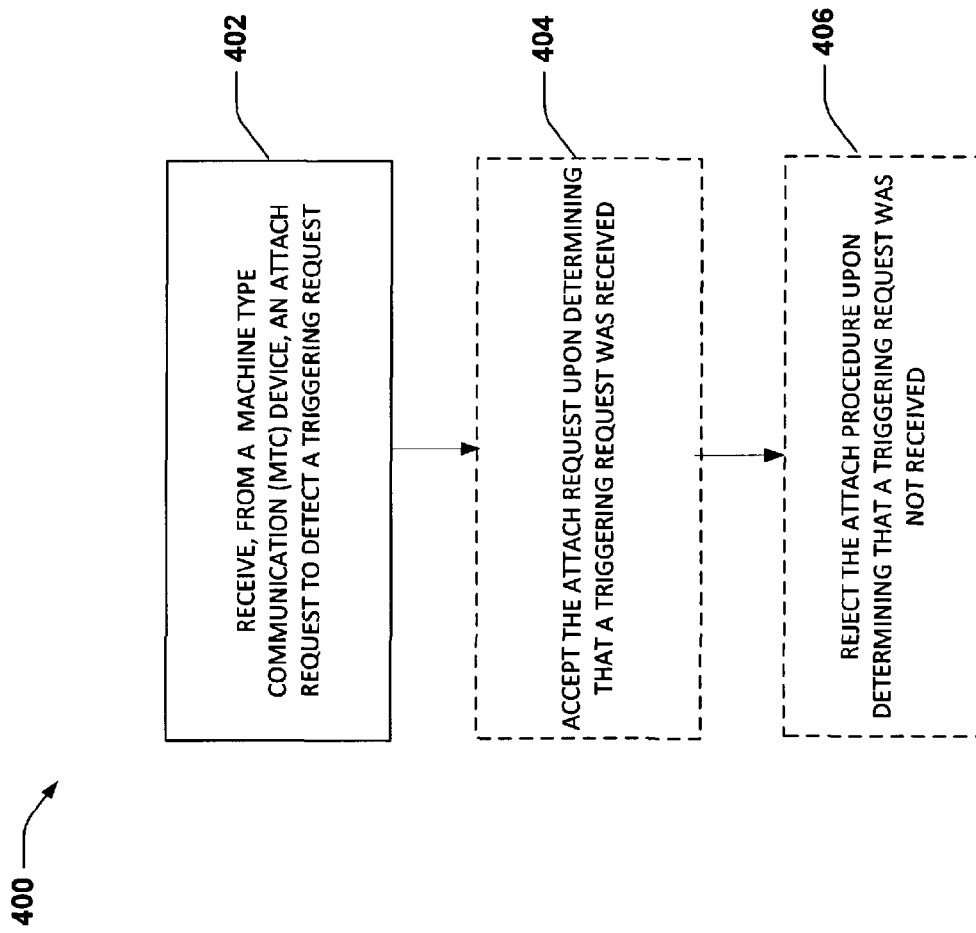 400
402
RECEIVE, FROM A MACHINE TYPE
COMMUNICATION (MTC) DEVICE, AN ATTACH
REQUEST TO DETECT A TRIGGERING REQUEST
404
ACCEPT THE ATTACH REQUEST UPON DETERMINING
THAT A TRIGGERING REQUEST WAS RECEIVED
406
REJECT THE ATTACH PROCEDURE UPON
DETERMINING THAT A TRIGGERING REQUEST WAS
NOT RECEIVED